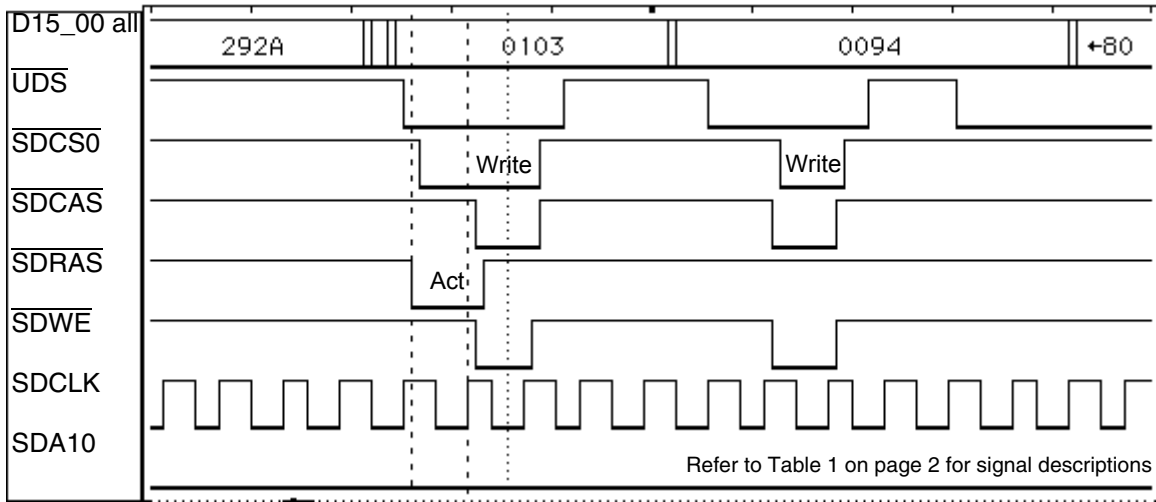 D15_00 all
292A 0103 0094 ←80
UDS
SDCS0
Write Write
SDCAS
SDRAS
Act
SDWE
SDCLK
SDA10
Refer to Table 1 on page 2 for signal descriptions